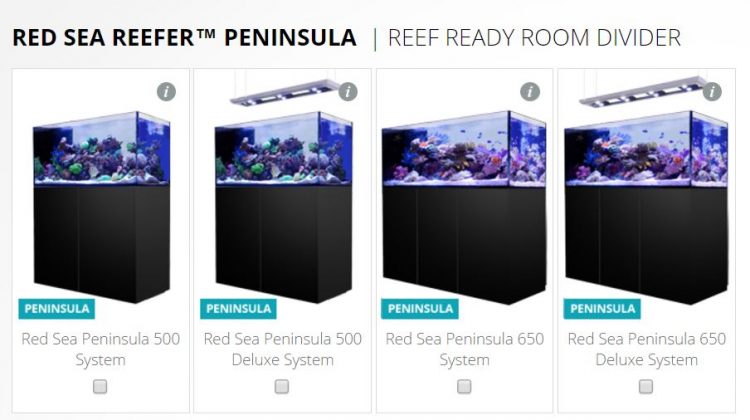 RED SEA REEFER™ PENINSULA | REEF READY ROOM DIVIDER
i
i
i
i
PENINSULA
PENINSULA
PENINSULA
PENINSULA
Red Sea Peninsula 500
System
Red Sea Peninsula 500
Deluxe System
Red Sea Peninsula 650
System
Red Sea Peninsula 650
Deluxe System